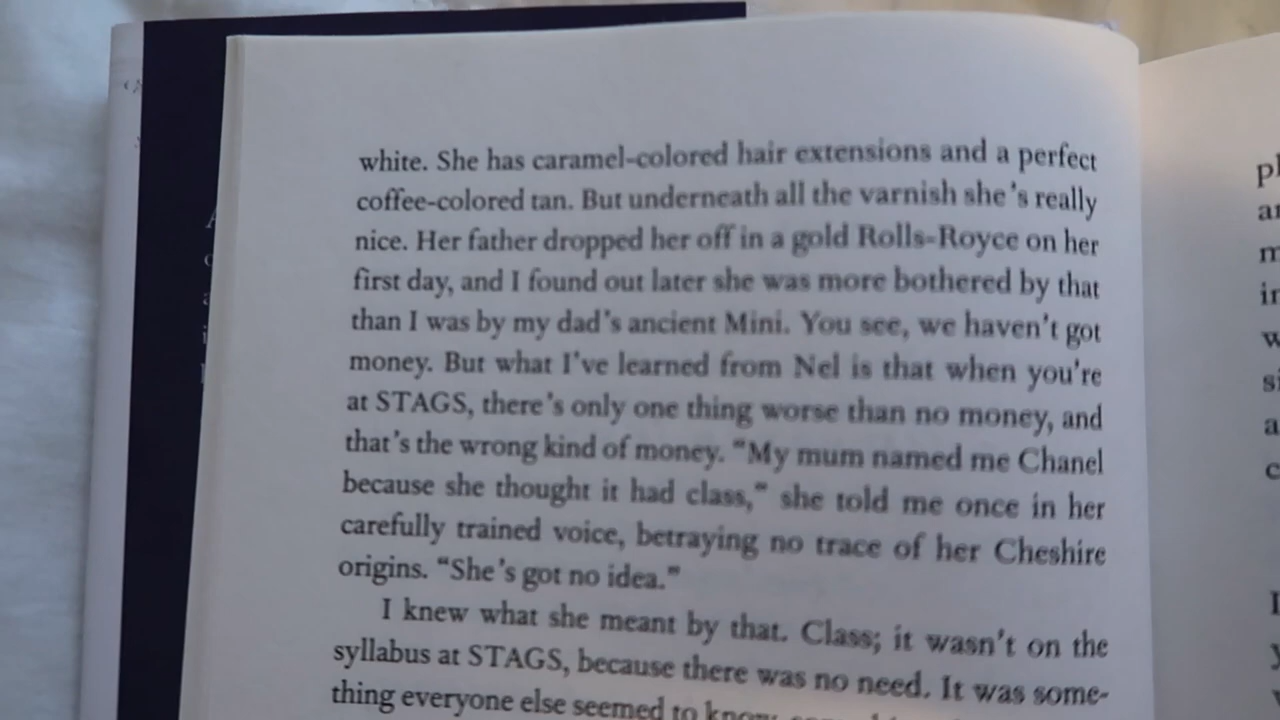 white. She has caramel-colored hair extensions and a perfect
coffee-colored tan. But underneath all the varnish she's really
nice. Her father dropped her off in a gold Rolls-Royce on her
first day, and I found out later she was more bothered by that
than I was by my dad's ancient Mini. You see, we haven't got
money. But what I've learned from Nel is that when you're
at STAGS, there's only one thing worse than no money, and
that's the wrong kind of money. "My mum named me Chanel
because she thought it had class," she told me once in her
carefully trained voice, betraying no trace of her Cheshire
origins. "She's got no idea."
I knew what she meant by that. Class; it wasn't on the
syllabus at STAGS, because there was no need. It was some-
thing everyone else seemed to know